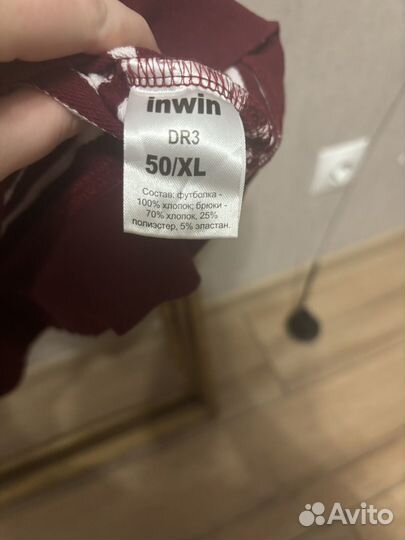 inwin
DR3
50/XL
Состав: футболка -
100% хлопок; брюки -
70% хлопок, 25%
полиэстер, 5% эластан.
Avito